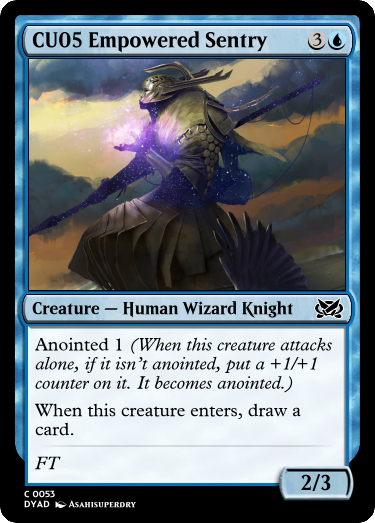 CU05 Empowered Sentry 3
Creature — Human Wizard Knight
Anointed 1 (When this creature attacks
alone, if it isn't anointed, put a +1/+1
counter on it. It becomes anointed.)
When this creature enters, draw a
card.
FT
2/3
C 0053
DYAD Asahisuperdry